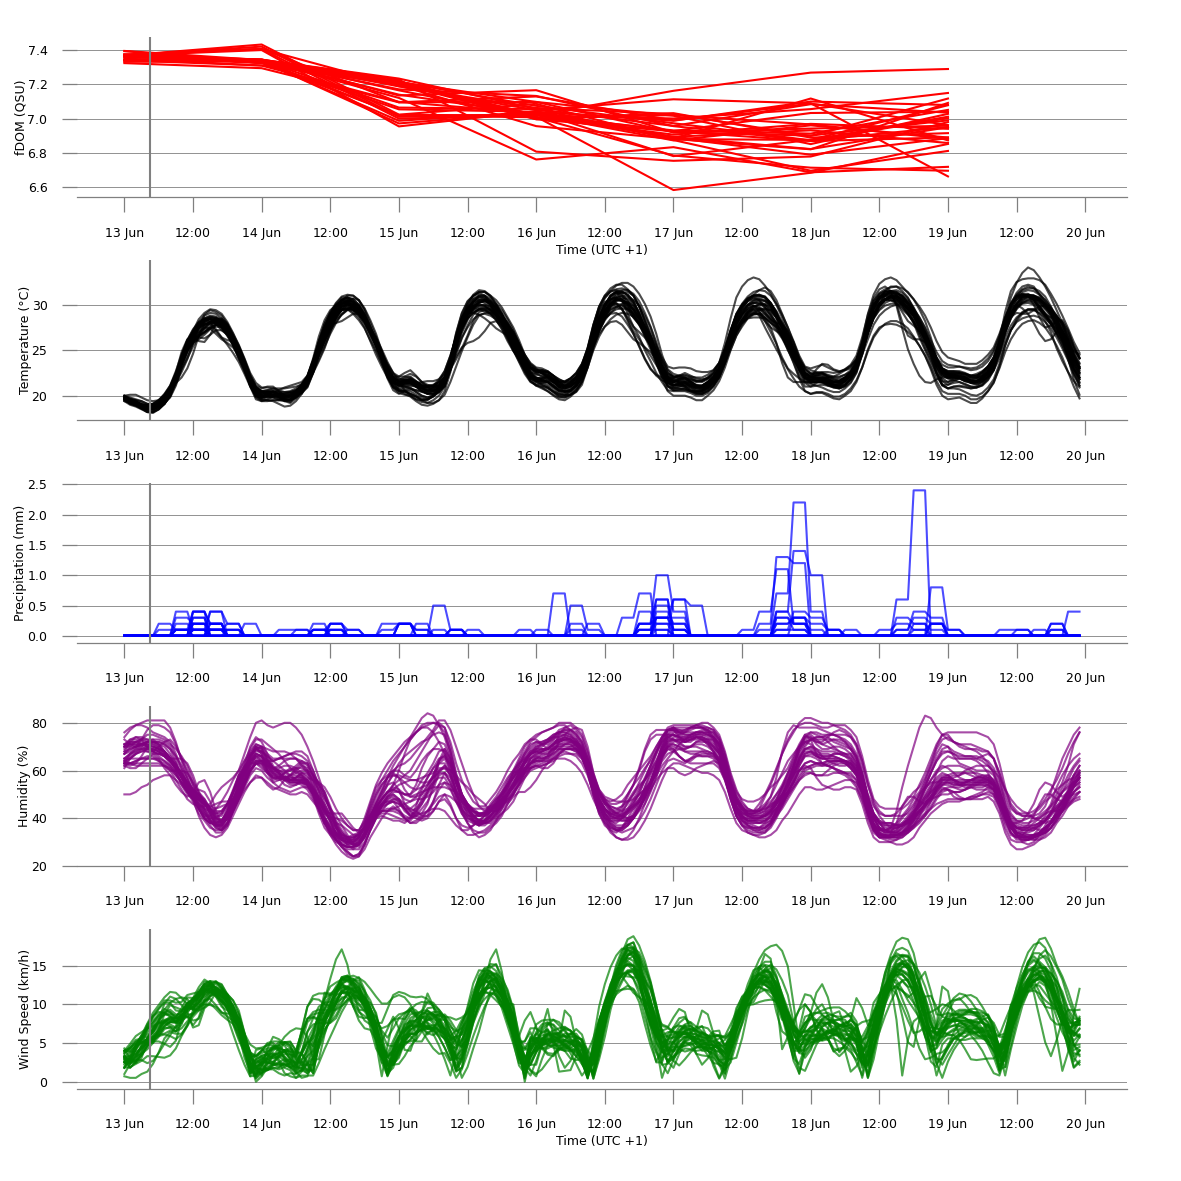 fDOM (QSU)
7.4
7.2
7.0
6.8
6.6
13 Jun 12:00 14 Jun 12:00 15 Jun 12:00 16 Jun 12:00 17 Jun 12:00 18 Jun 12:00 19 Jun 12:00 20 Jun
Time (UTC +1)
Temperature (°C)
30
25
20
13 Jun 12:00 14 Jun 12:00 15 Jun 12:00 16 Jun 12:00 17 Jun 12:00 18 Jun 12:00 19 Jun 12:00 20 Jun
Precipitation (mm)
2.5
2.0
1.5
1.0
0.5
0.0
13 Jun 12:00 14 Jun 12:00 15 Jun 12:00 16 Jun 12:00 17 Jun 12:00 18 Jun 12:00 19 Jun 12:00 20 Jun
Humidity (%)
80
60
40
20
13 Jun 12:00 14 Jun 12:00 15 Jun 12:00 16 Jun 12:00 17 Jun 12:00 18 Jun 12:00 19 Jun 12:00 20 Jun
Wind Speed (km/h)
15
10
5
0
13 Jun 12:00 14 Jun 12:00 15 Jun 12:00 16 Jun 12:00 17 Jun 12:00 18 Jun 12:00 19 Jun 12:00 20 Jun
Time (UTC +1)